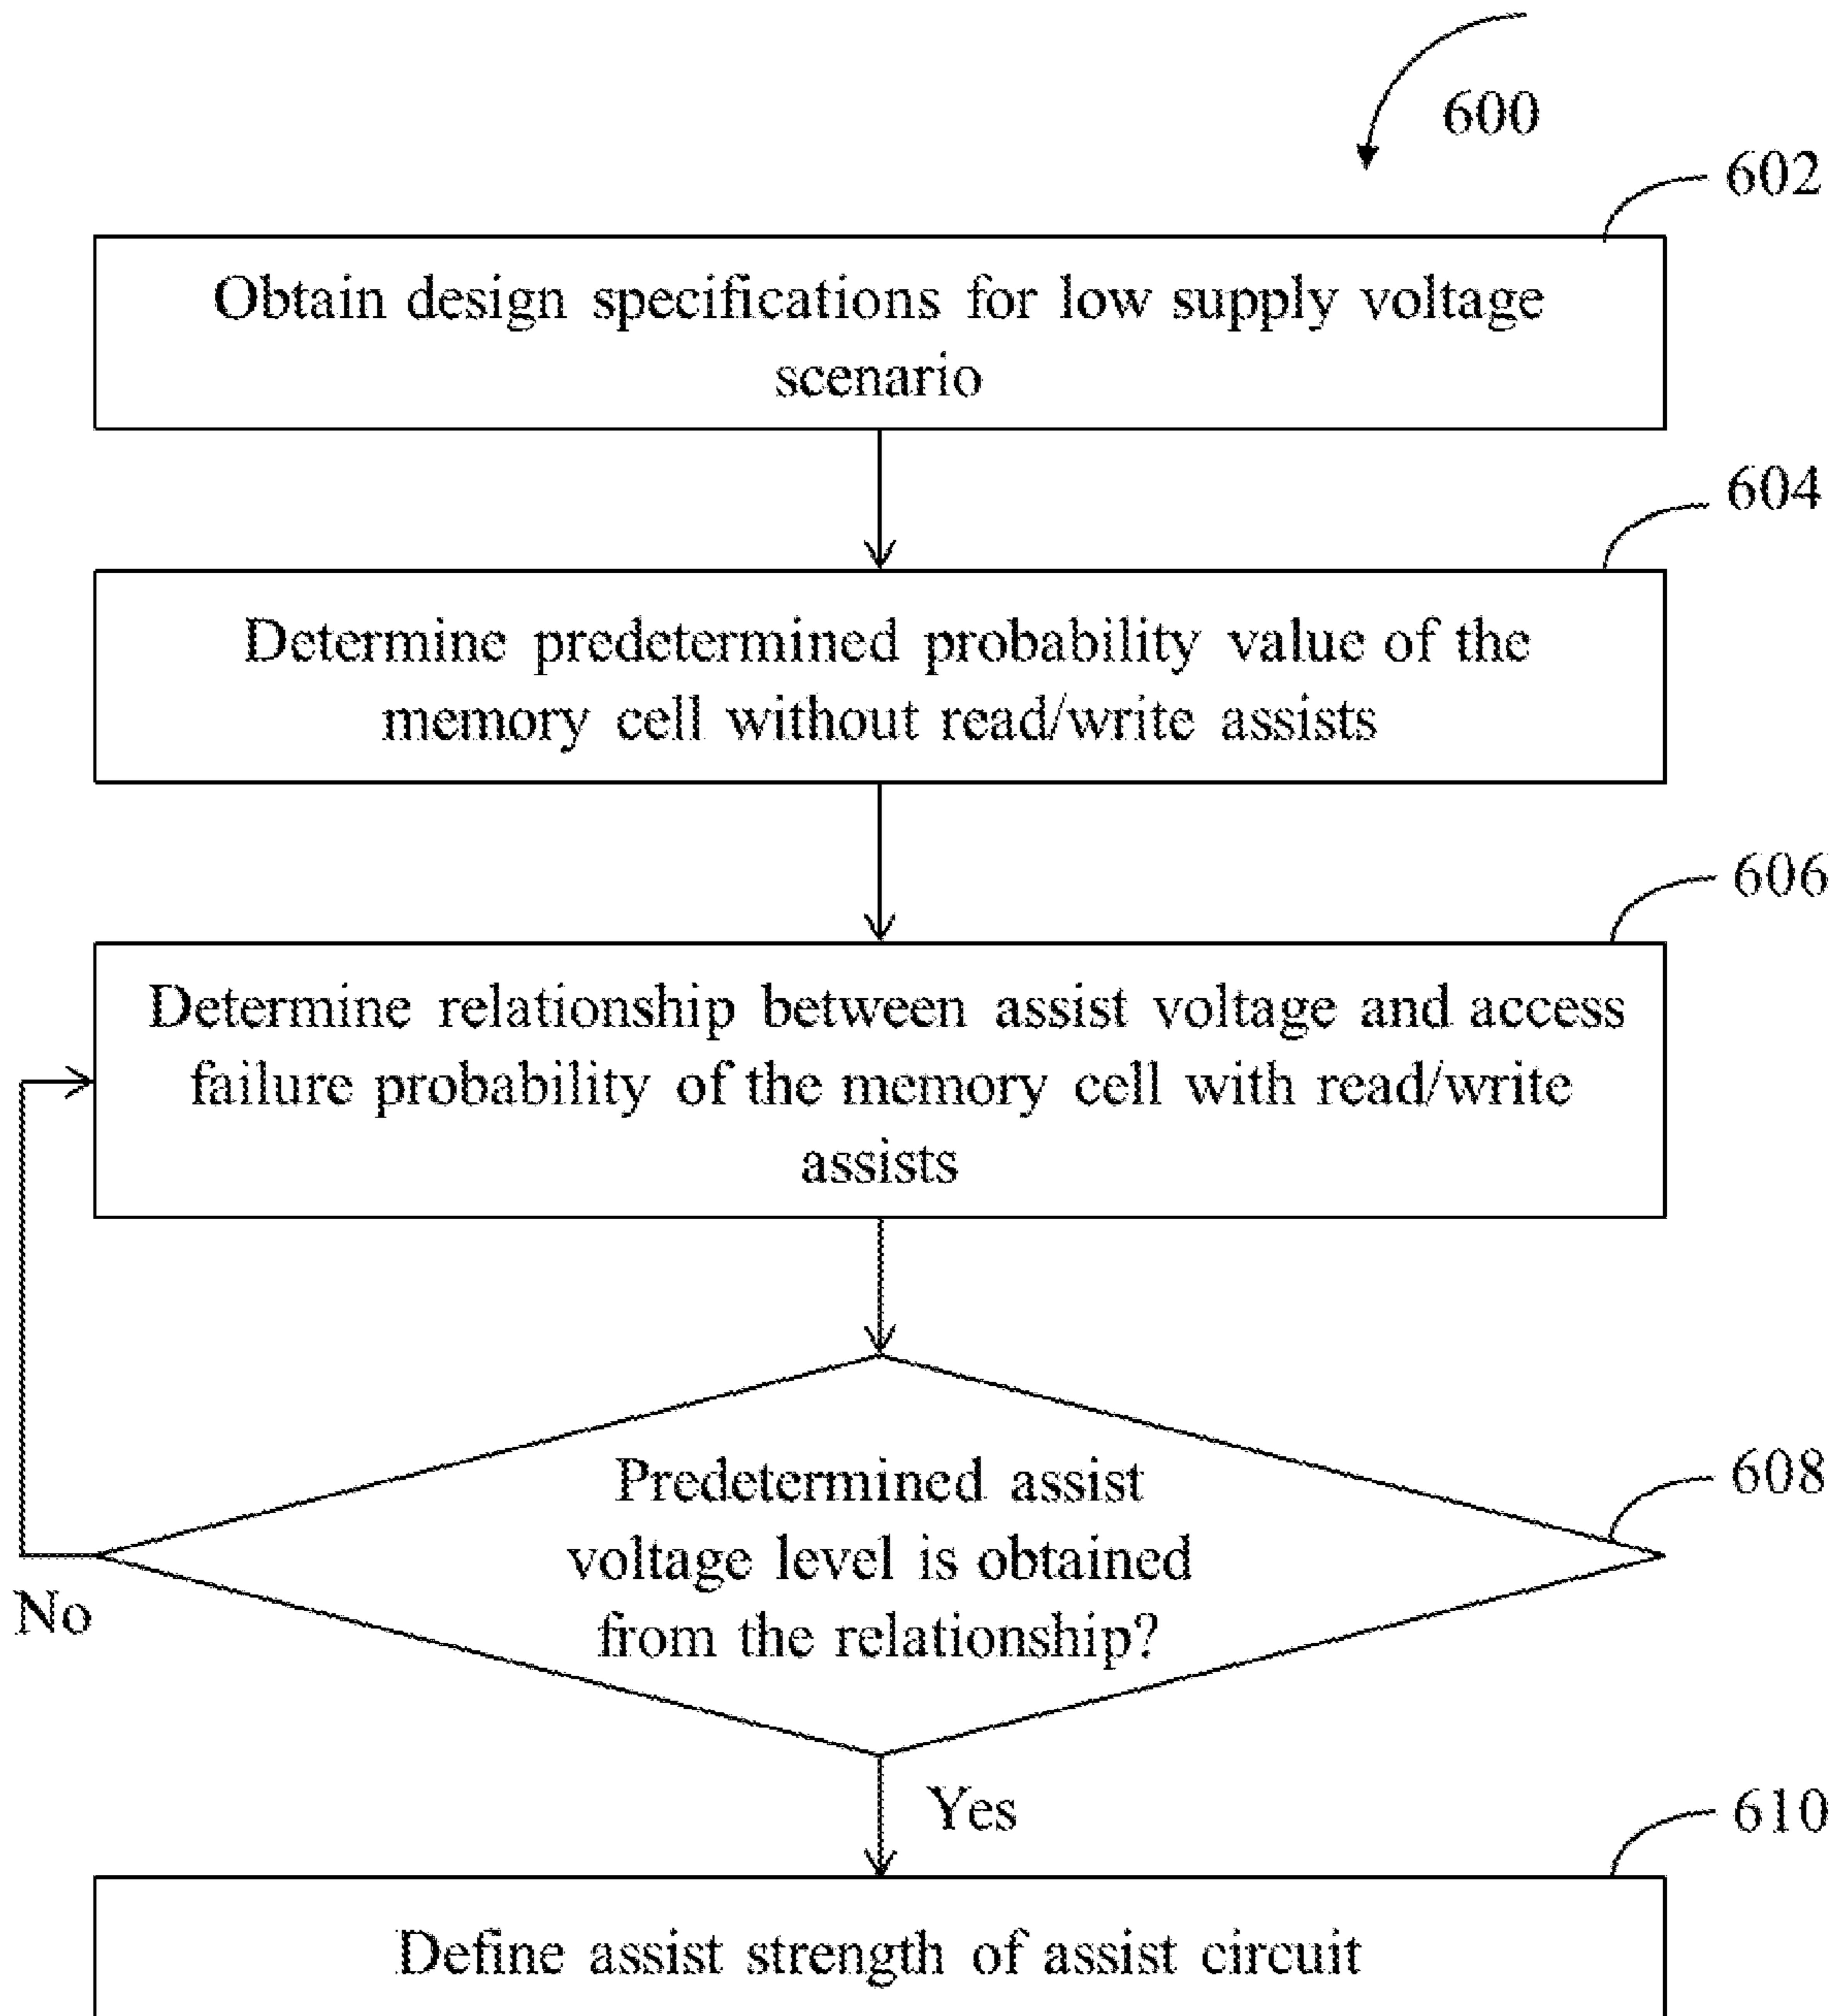 600
602
Obtain design specifications for low supply voltage
scenario
604
Determine predetermined probability value of the
memory cell without read/write assists
606
Determine relationship between assist voltage and access
failure probability of the memory cell with read/write
assists
608
Predetermined assist
voltage level is obtained
from the relationship?
No
Yes
610
Define assist strength of assist circuit